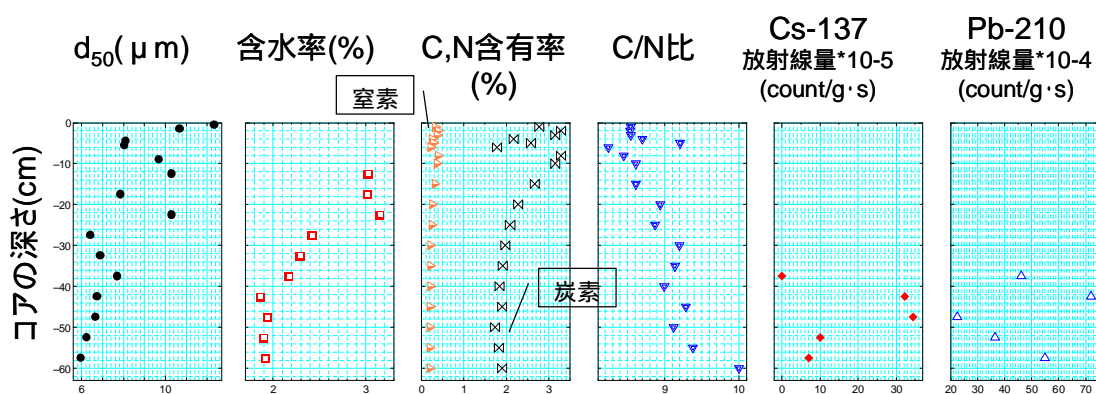 d50(μm)
含水率(%)
C,N含有率
(%)
C/N比
Cs-137
放射線量*10-5
(count/g・s)
Pb-210
放射線量*10-4
(count/g・s)
窒素
炭素
コアの深さ(cm)
0
−10
−20
−30
−40
−50
−60
6 10
2 3
0 1 2 3
9 10
0 10 20 30
20 30 40 50 60 70